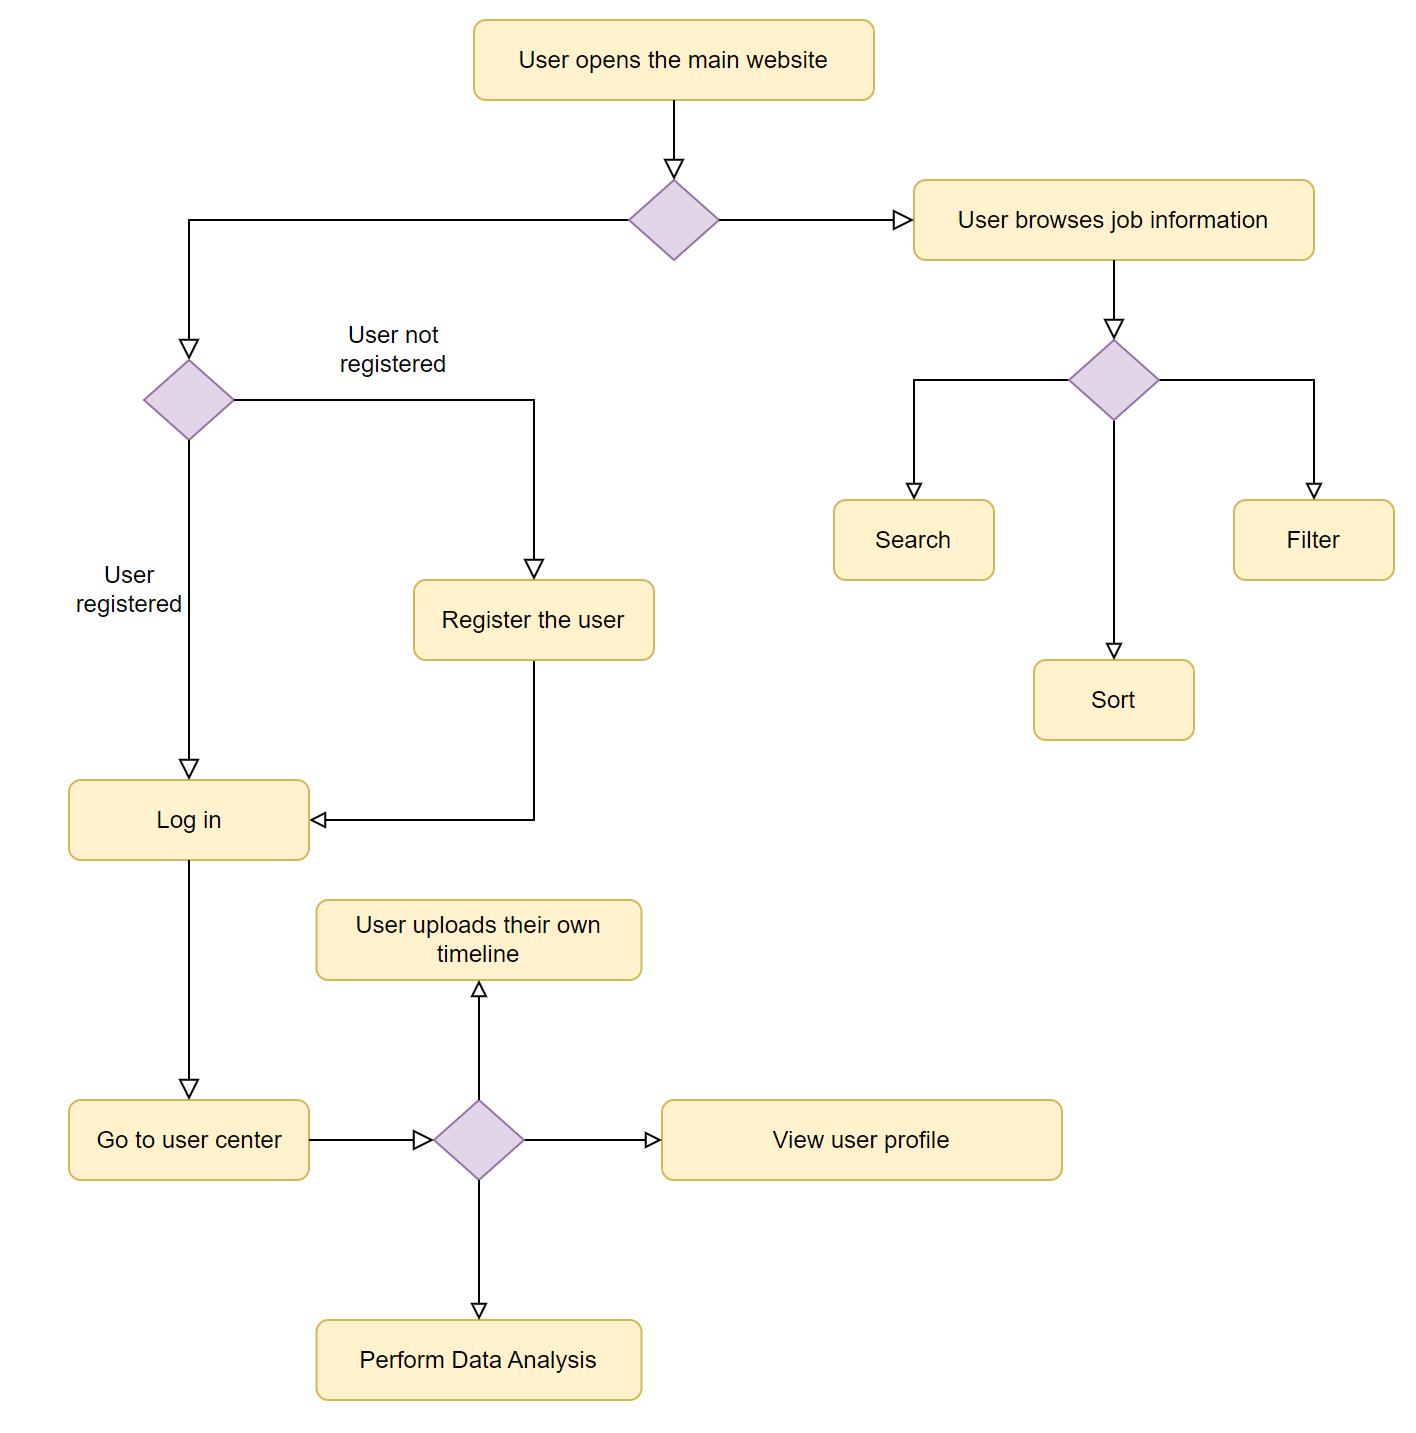 User opens the main website
User browses job information
User not
registered
Search
Filter
User
registered
Register the user
Sort
Log in
User uploads their own
timeline
Go to user center
View user profile
Perform Data Analysis